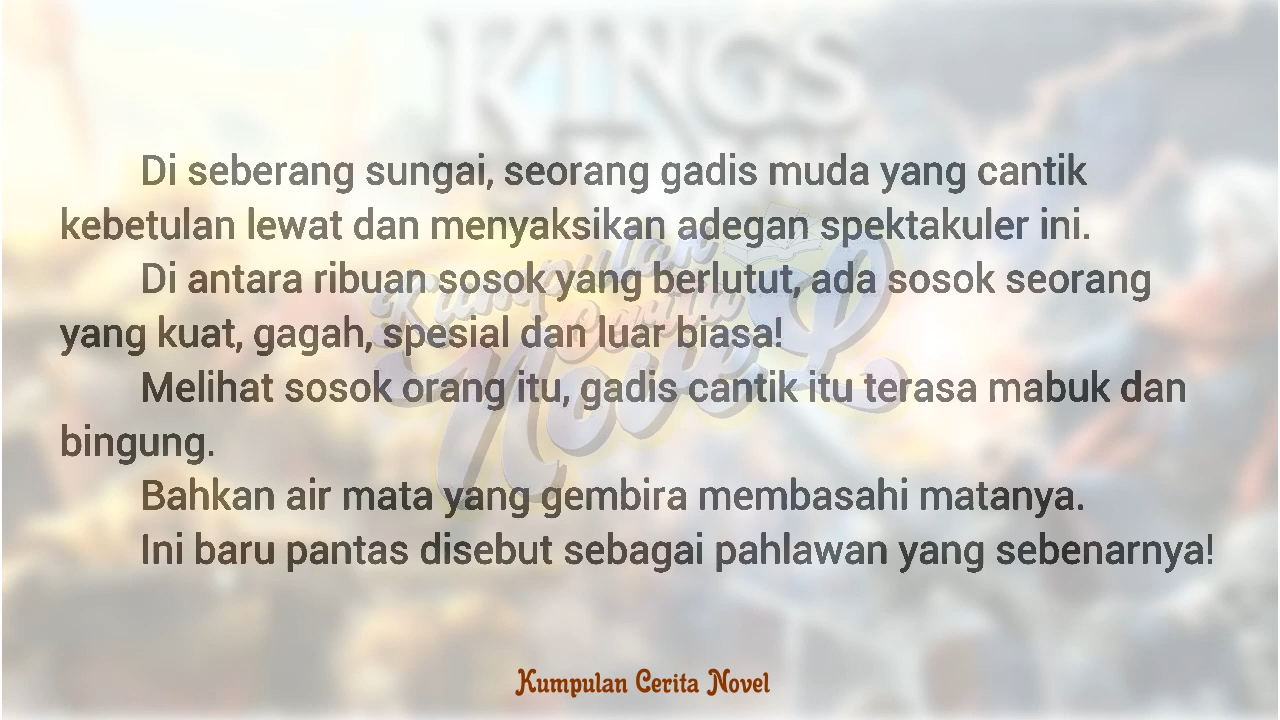 KINGS
Di seberang sungai, seorang gadis muda yang cantik
kebetulan lewat dan menyaksikan adegan spektakuler ini.
Di antara ribuan sosok yang berlutut, ada sosok seorang
yang kuat, gagah, spesial dan luar biasa!
Melihat sosok orang itu, gadis cantik itu terasa mabuk dan
bingung.
Bahkan air mata yang gembira membasahi matanya.
Ini baru pantas disebut sebagai pahlawan yang sebenarnya!
Kumpulan
Cerita
Novel
Kumpulan Cerita Novel